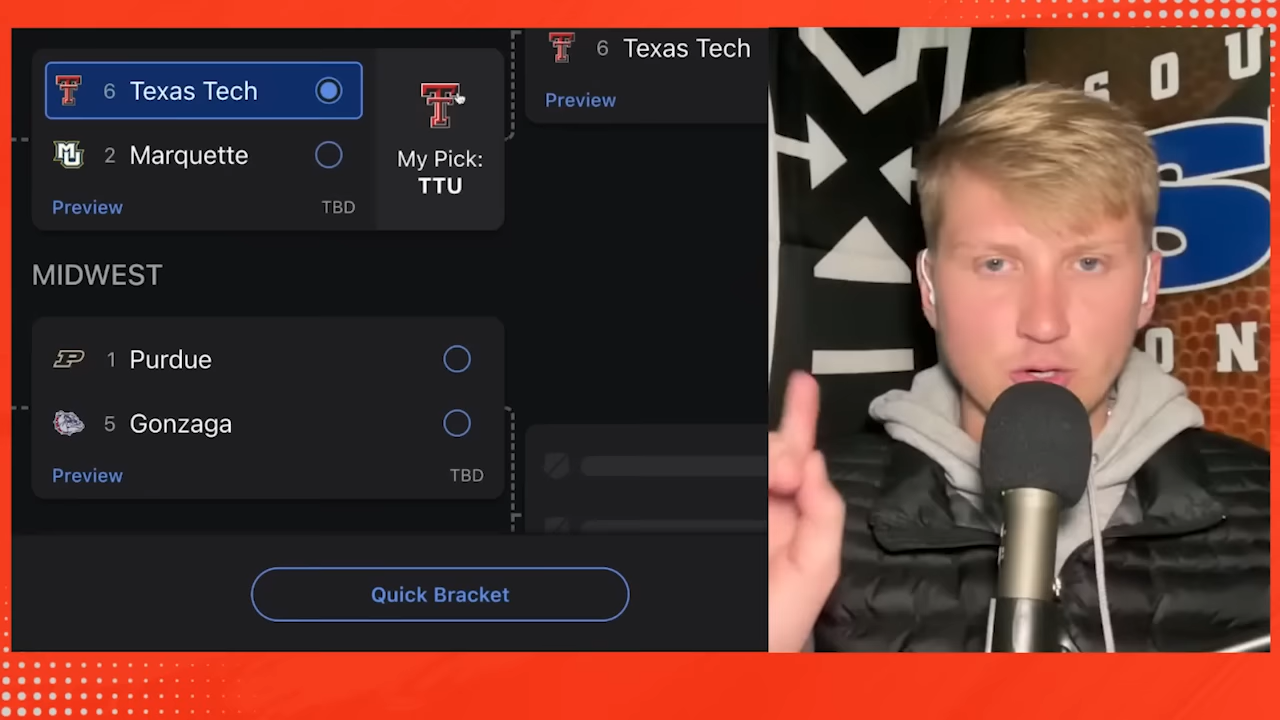 6 Texas Tech
2 Marquette
Preview TBD
My Pick:
TTU
6 Texas Tech
Preview
MIDWEST
1 Purdue
5 Gonzaga
Preview TBD
Quick Bracket
MU
P
S O U
O N